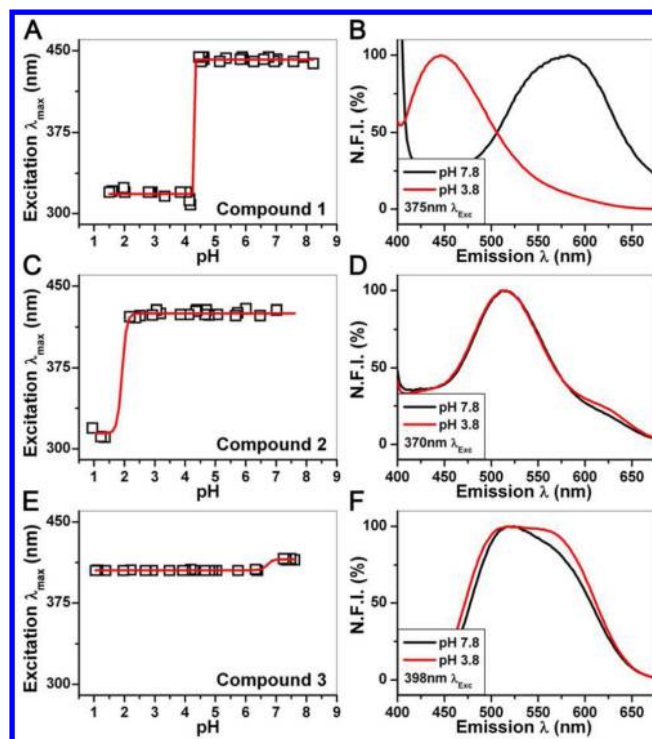 A
Excitation λmax (nm)
450
375
300
1 2 3 4 5 6 7 8 9
pH
Compound 1
B
N.F.I. (%)
100
50
0
pH 7.8
pH 3.8
375nm λExc
400 450 500 550 600 650
Emission λ (nm)
C
Excitation λmax (nm)
450
375
300
0 1 2 3 4 5 6 7 8 9
pH
Compound 2
D
N.F.I. (%)
100
50
0
pH 7.8
pH 3.8
370nm λExc
400 450 500 550 600 650
Emission λ (nm)
E
Excitation λmax (nm)
450
375
300
1 2 3 4 5 6 7 8 9
pH
Compound 3
F
N.F.I. (%)
100
50
0
pH 7.8
pH 3.8
398nm λExc
400 450 500 550 600 650
Emission λ (nm)